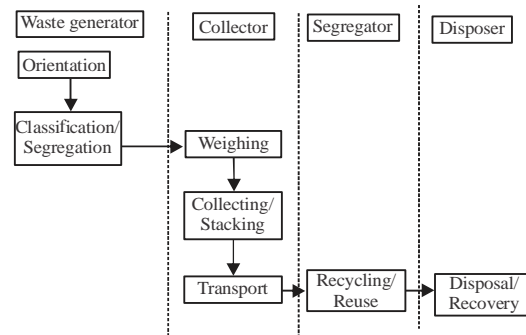 Waste generator
Collector
Segregator
Disposer
Orientation
Classification/
Segregation
Weighing
Collecting/
Stacking
Transport
Recycling/
Reuse
Disposal/
Recovery